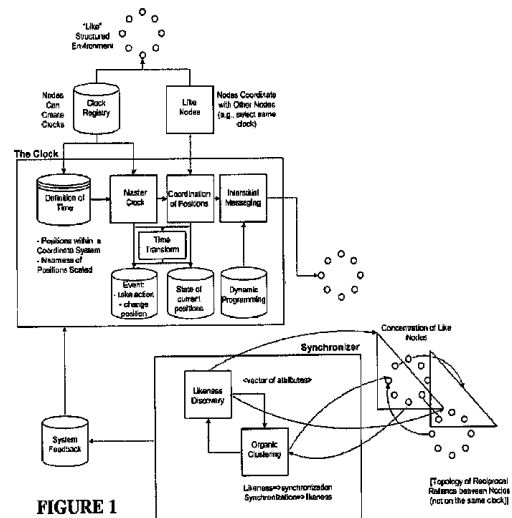 "Like"
Structured
Environment
Nodes
Can
Create
Clocks
Clock
Registry
Like
Nodes
Nodes Coordinate
with Other Nodes
(e.g., select same
clock)
The Clock
Definition of
Time
Master
Clock
Coordination
of Positions
Interstitial
Messaging
- Positions within a
Coordinate System
- Nearness of
Positions Scaled
Time
Transform
Event:
- take action
- change
position
State of
current
positions
Dynamic
Programming
Synchronizer
Concentration of Like
Nodes
Likeness
Discovery
<vector of attributes>
Organic
Clustering
System
Feedback
Likeness=>synchronization
Synchronization=>likeness
[Topology of Reciprocal
Reliance between Nodes
(not on the same clock)]
FIGURE 1